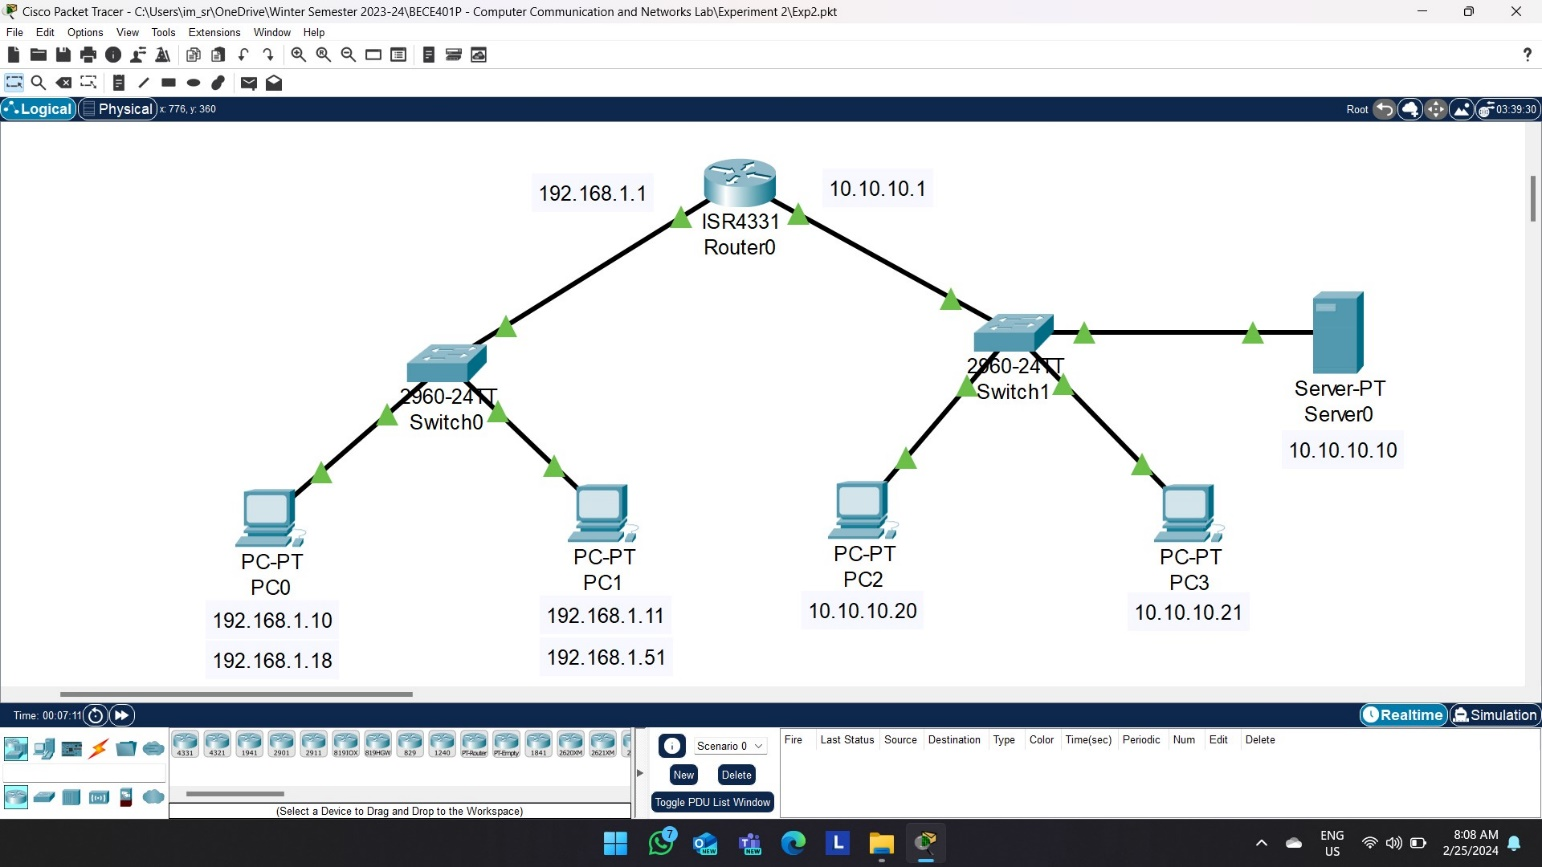 Cisco Packet Tracer - C:\Users\im_sr\OneDrive\Winter Semester 2023-24\BECE401P - Computer Communication and Networks Lab\Experiment 2\Exp2.pkt
File Edit Options View Tools Extensions Window Help
?
Logical Physical x: 776, y: 360 Root 03:39:30
192.168.1.1
10.10.10.1
ISR4331
Router0
2960-24TT
Switch0
2960-24TT
Switch1
Server-PT
Server0
10.10.10.10
PC-PT
PC0
192.168.1.10
192.168.1.18
PC-PT
PC1
192.168.1.11
192.168.1.51
PC-PT
PC2
10.10.10.20
PC-PT
PC3
10.10.10.21
Time: 00:07:11 Realtime Simulation
4331 4321 1941 2901 2911 819IOX 819HGW 829 1240 PT-Router PT-Empty 1841 2620XM 2621XM 2
(Select a Device to Drag and Drop to the Workspace)
Scenario 0
New Delete
Toggle PDU List Window
Fire Last Status Source Destination Type Color Time(sec) Periodic Num Edit Delete
7 NEW NEW L
ENG
US
8:08 AM
2/25/2024